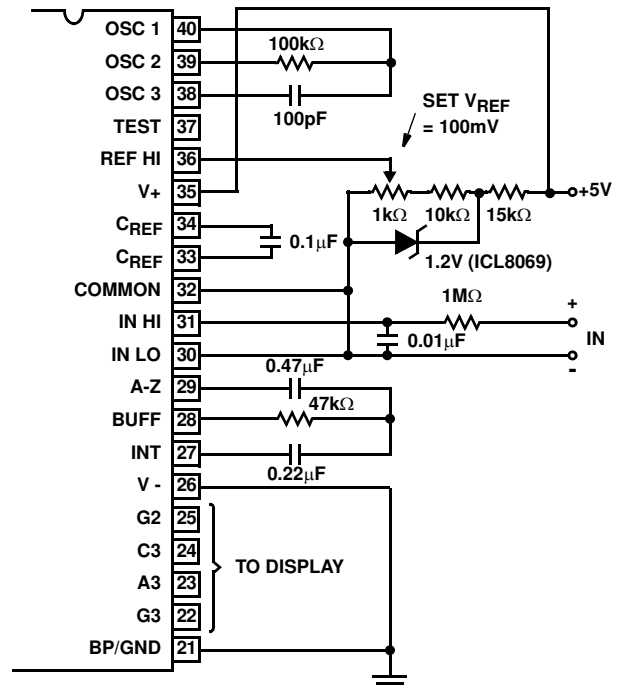 OSC 1 40
OSC 2 39
OSC 3 38
TEST 37
REF HI 36
V+ 35
CREF 34
CREF 33
COMMON 32
IN HI 31
IN LO 30
A-Z 29
BUFF 28
INT 27
V - 26
G2 25
C3 24
A3 23
G3 22
BP/GND 21
100kΩ
100pF
SET VREF
= 100mV
+5V
1kΩ 10kΩ 15kΩ
0.1μF
1.2V (ICL8069)
1MΩ
+
0.01μF
IN
-
0.47μF
47kΩ
0.22μF
TO DISPLAY